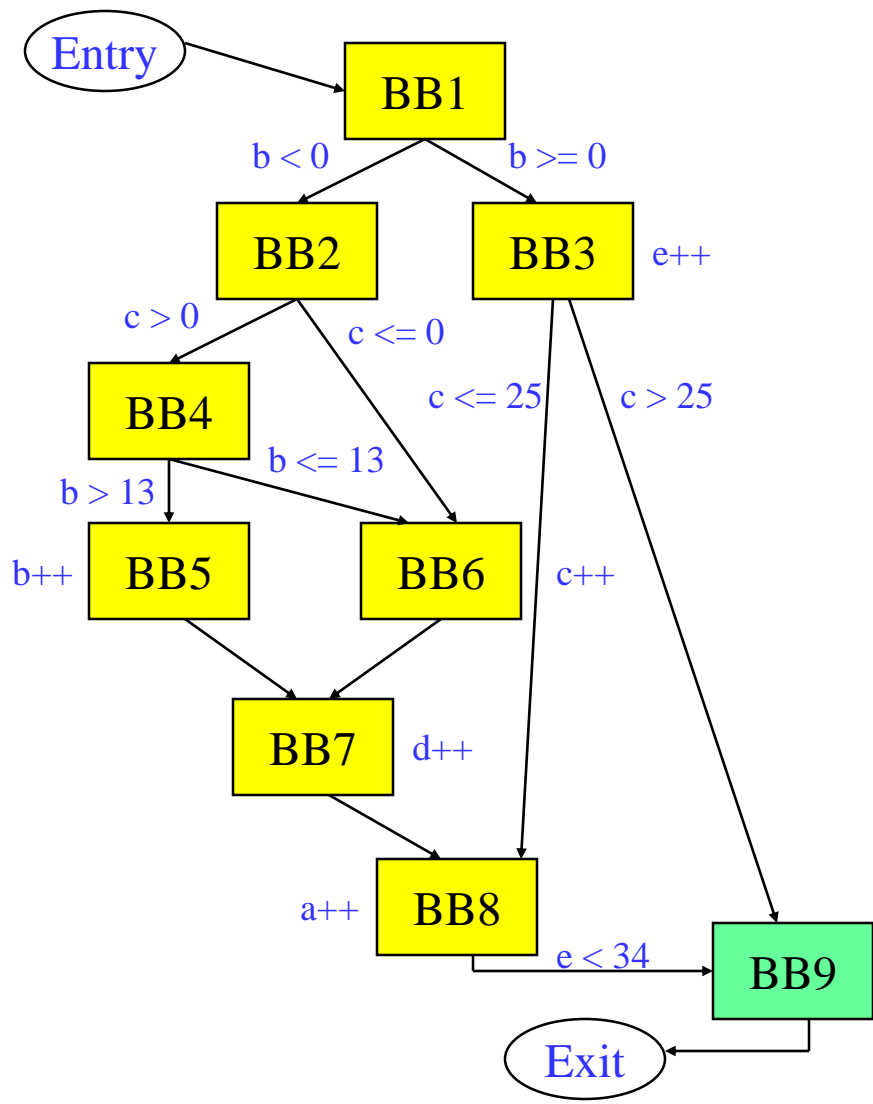 Entry
BB1
b < 0
b >= 0
BB2
BB3
e++
c > 0
c <= 0
c <= 25
c > 25
BB4
b <= 13
b > 13
b++
BB5
BB6
c++
BB7
d++
a++
BB8
e < 34
BB9
Exit